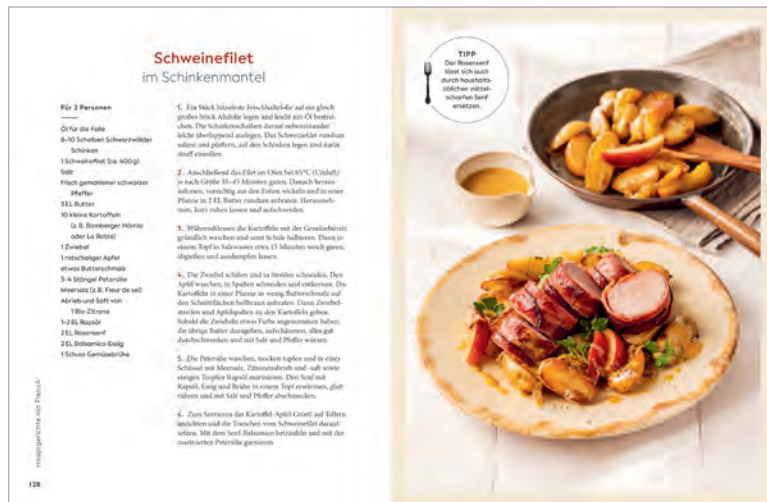 Schweinefilet
im Schinkenmantel
Für 2 Personen
Öl für die Folie
8–10 Scheiben Schwarzwälder
Schinken
1 Schweinefilet (ca. 400 g)
Salz
frisch gemahlener schwarzer
Pfeffer
5 EL Butter
10 kleine Kartoffeln
(z. B. Bamberger Hörnla
oder La Ratte)
1 Zwiebel
1 rotschaliger Apfel
etwas Butterschmalz
3–4 Stängel Petersilie
Meersalz (z. B. Fleur de sel)
Abrieb und Saft von
1 Bio-Zitrone
1–2 EL Rapsöl
2 EL Rosensenf
2 EL Balsamico-Essig
1 Schuss Gemüsebrühe
1. Ein Stück hitzefeste Frischhaltefolie auf ein gleich
großes Stück Alufolie legen und leicht mit Öl bestrei-
chen. Die Schinkenscheiben darauf nebeneinander
leicht überlappend auslegen. Das Schweinefilet rundum
salzen und pfeffern, auf den Schinken legen und darin
straff einrollen.
2. Anschließend das Filet im Ofen bei 85 °C (Umluft)
je nach Größe 35–45 Minuten garen. Danach heraus-
nehmen, vorsichtig aus den Folien wickeln und in einer
Pfanne in 2 EL Butter rundum anbraten. Herausneh-
men, kurz ruhen lassen und aufschneiden.
3. Währenddessen die Kartoffeln mit der Gemüsebürste
gründlich waschen und samt Schale halbieren. Dann in
einem Topf in Salzwasser etwa 15 Minuten weich garen,
abgießen und ausdampfen lassen.
4. Die Zwiebel schälen und in Streifen schneiden. Den
Apfel waschen, in Spalten schneiden und entkernen. Die
Kartoffeln in einer Pfanne in wenig Butterschmalz auf
den Schnittflächen hellbraun anbraten. Dann Zwiebel-
streifen und Apfelspalten zu den Kartoffeln geben.
Sobald die Zwiebeln etwas Farbe angenommen haben,
die übrige Butter dazugeben, aufschäumen, alles gut
durchschwenken und mit Salz und Pfeffer würzen.
5. Die Petersilie waschen, trocken tupfen und in einer
Schüssel mit Meersalz, Zitronenabrieb und -saft sowie
einigen Tropfen Rapsöl marinieren. Den Senf mit
Rapsöl, Essig und Brühe in einem Topf erwärmen, glatt
rühren und mit Salz und Pfeffer abschmecken.
6. Zum Servieren das Kartoffel-Apfel-Gröstl auf Tellern
anrichten und die Tranchen vom Schweinefilet darauf-
setzen. Mit dem Senf-Balsamico beträufeln und mit der
marinierten Petersilie garnieren.
Hauptgerichte mit Fleisch
128
TIPP
Der Rosensenf
lässt sich auch
durch haushalts-
üblichen mittel-
scharfen Senf
ersetzen.